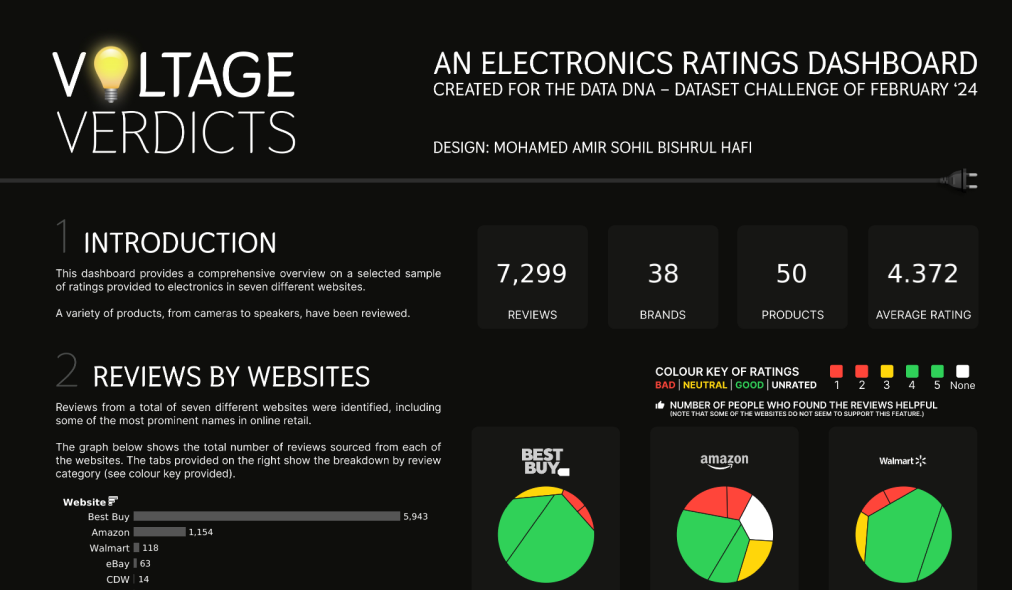 VOLTAGE
VERDICTS
AN ELECTRONICS RATINGS DASHBOARD
CREATED FOR THE DATA DNA – DATASET CHALLENGE OF FEBRUARY ‘24
DESIGN: MOHAMED AMIR SOHIL BISHRUL HAFI
1 INTRODUCTION
This dashboard provides a comprehensive overview on a selected sample
of ratings provided to electronics in seven different websites.
A variety of products, from cameras to speakers, have been reviewed.
7,299
REVIEWS
38
BRANDS
50
PRODUCTS
4.372
AVERAGE RATING
2 REVIEWS BY WEBSITES
Reviews from a total of seven different websites were identified, including
some of the most prominent names in online retail.
The graph below shows the total number of reviews sourced from each of
the websites. The tabs provided on the right show the breakdown by review
category (see colour key provided).
Website
Best Buy 5,943
Amazon 1,154
Walmart 118
eBay 63
CDW 14
COLOUR KEY OF RATINGS
BAD | NEUTRAL | GOOD | UNRATED
1 2 3 4 5 None
NUMBER OF PEOPLE WHO FOUND THE REVIEWS HELPFUL
(NOTE THAT SOME OF THE WEBSITES DO NOT SEEM TO SUPPORT THIS FEATURE.)
BEST
BUY
amazon
Walmart